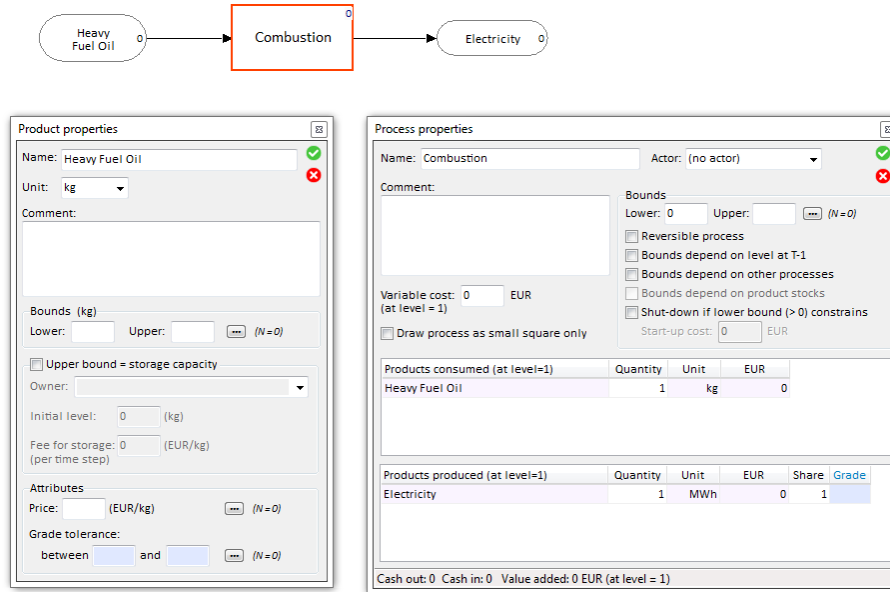 Heavy
Fuel Oil
0
Combustion
0
Electricity
0
Product properties
Name: Heavy Fuel Oil
Unit: kg
Comment:
Bounds (kg)
Lower: Upper: ... (N=0)
Upper bound = storage capacity
Owner:
Initial level: 0 (kg)
Fee for storage: 0 (EUR/kg)
(per time step)
Attributes
Price: (EUR/kg) ... (N=0)
Grade tolerance:
between and ... (N=0)
Process properties
Name: Combustion Actor: (no actor)
Comment:
Bounds
Lower: 0 Upper: ... (N=0)
Reversible process
Bounds depend on level at T-1
Bounds depend on other processes
Bounds depend on product stocks
Shut-down if lower bound (> 0) constrains
Start-up cost: 0 EUR
Variable cost: 0 EUR
(at level = 1)
Draw process as small square only
Products consumed (at level=1) Quantity Unit EUR
Heavy Fuel Oil 1 kg 0
Products produced (at level=1) Quantity Unit EUR Share Grade
Electricity 1 MWh 0 1
Cash out: 0 Cash in: 0 Value added: 0 EUR (at level = 1)